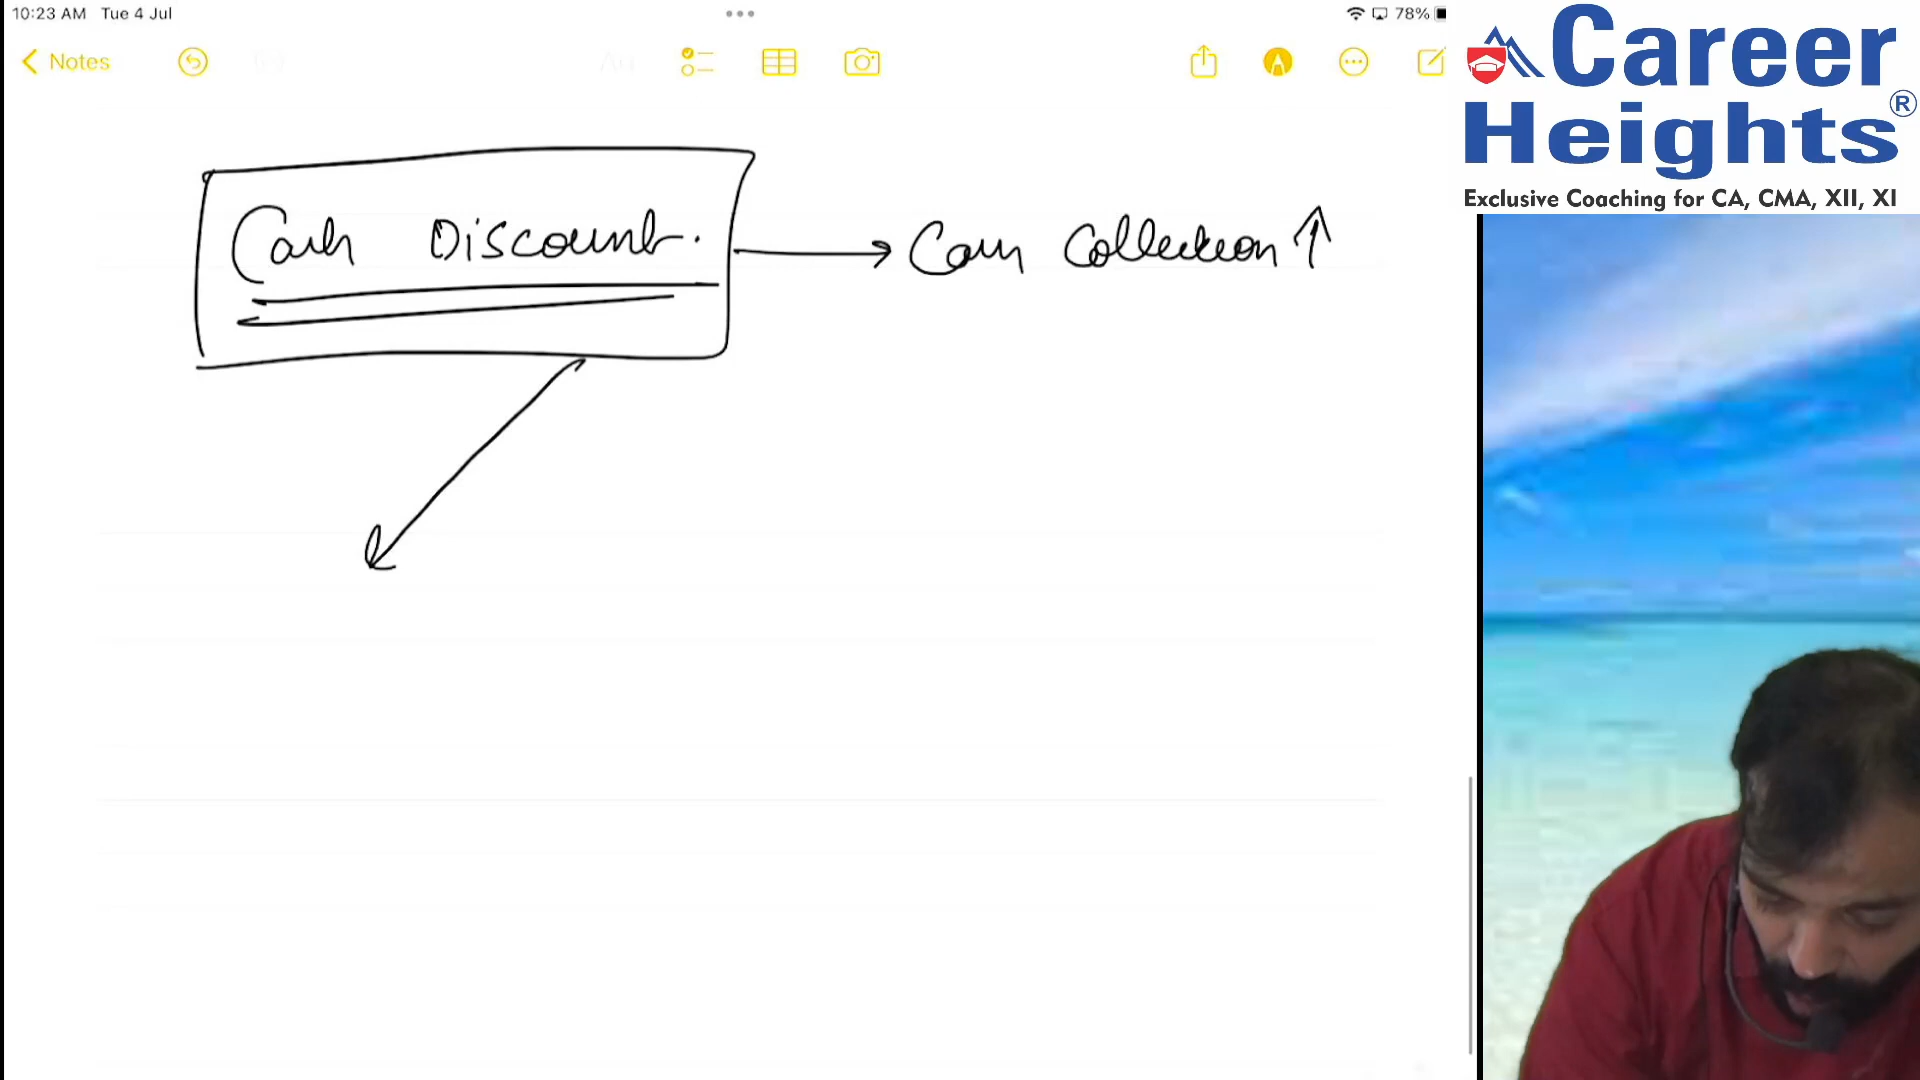 10:23 AM Tue 4 Jul
78%
Notes
Career
Heights®
Exclusive Coaching for CA, CMA, XII, XI
Cash Discount.
Cash Collection ↑